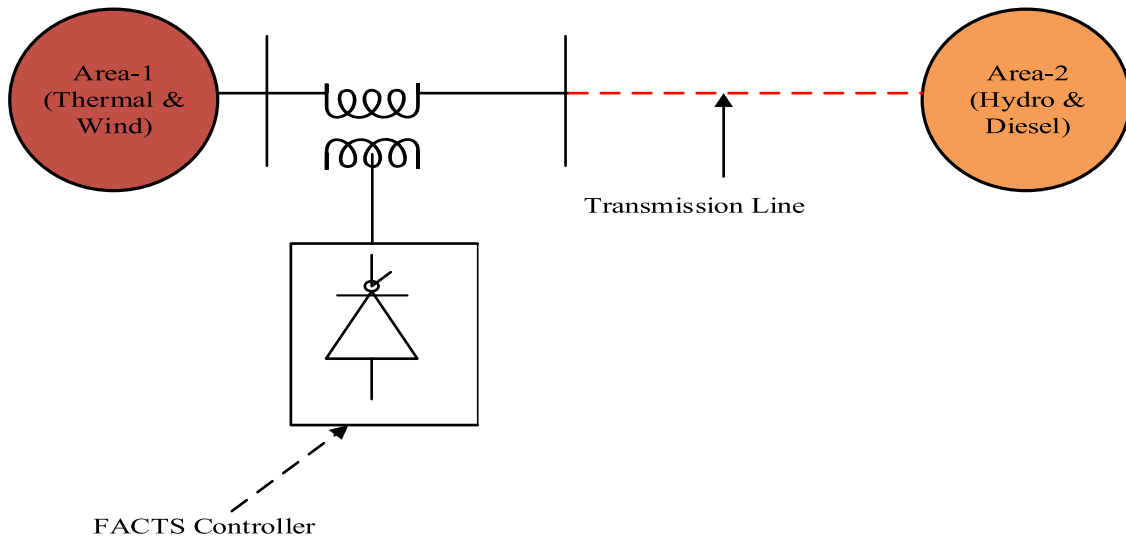 Area-1
(Thermal &
Wind)
Area-2
(Hydro &
Diesel)
Transmission Line
FACTS Controller